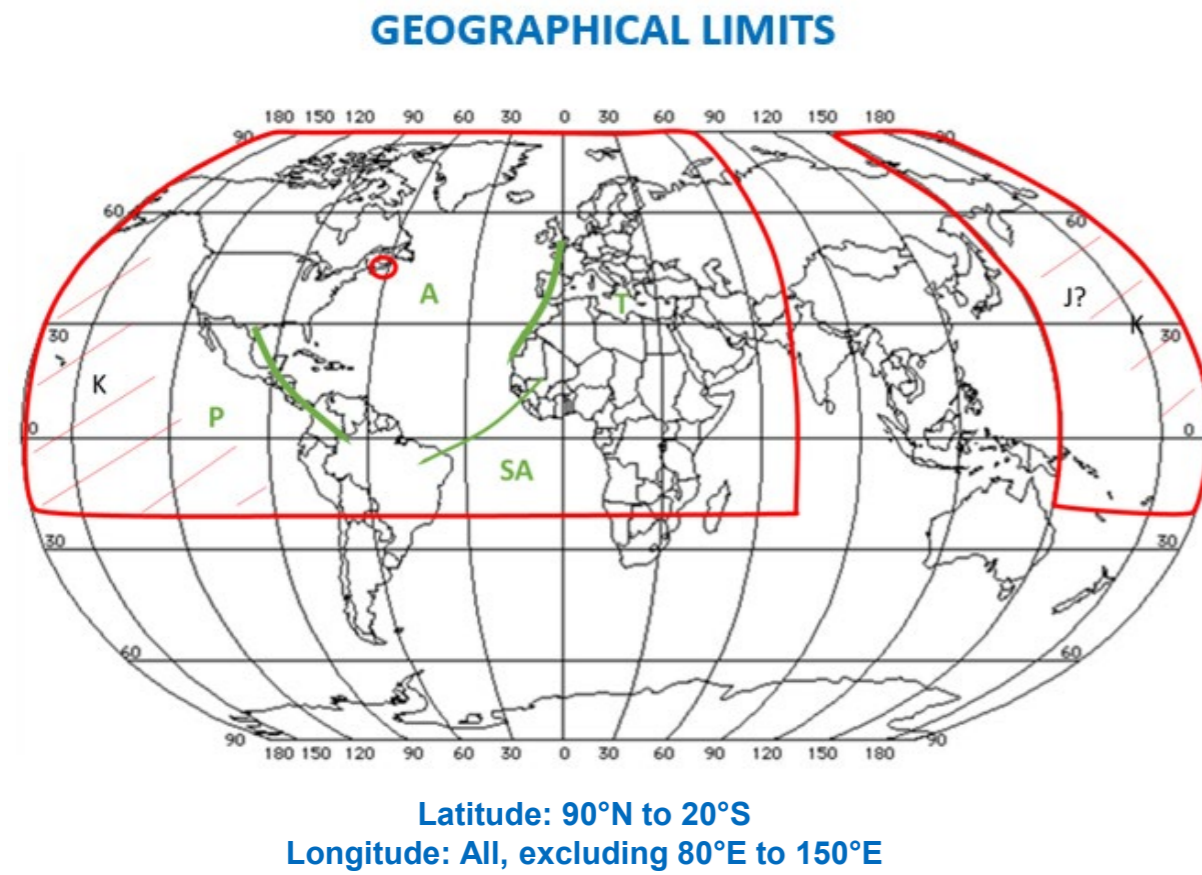 GEOGRAPHICAL LIMITS
180 150 120 90 60 30 0 30 60 90 120 150 180
90 90
60 60
A T J? K
30 30
K
P
0 0
SA
30 30
60 60
90 90
180 150 120 90 60 30 0 30 60 90 120 150 180
Latitude: 90°N to 20°S
Longitude: All, excluding 80°E to 150°E